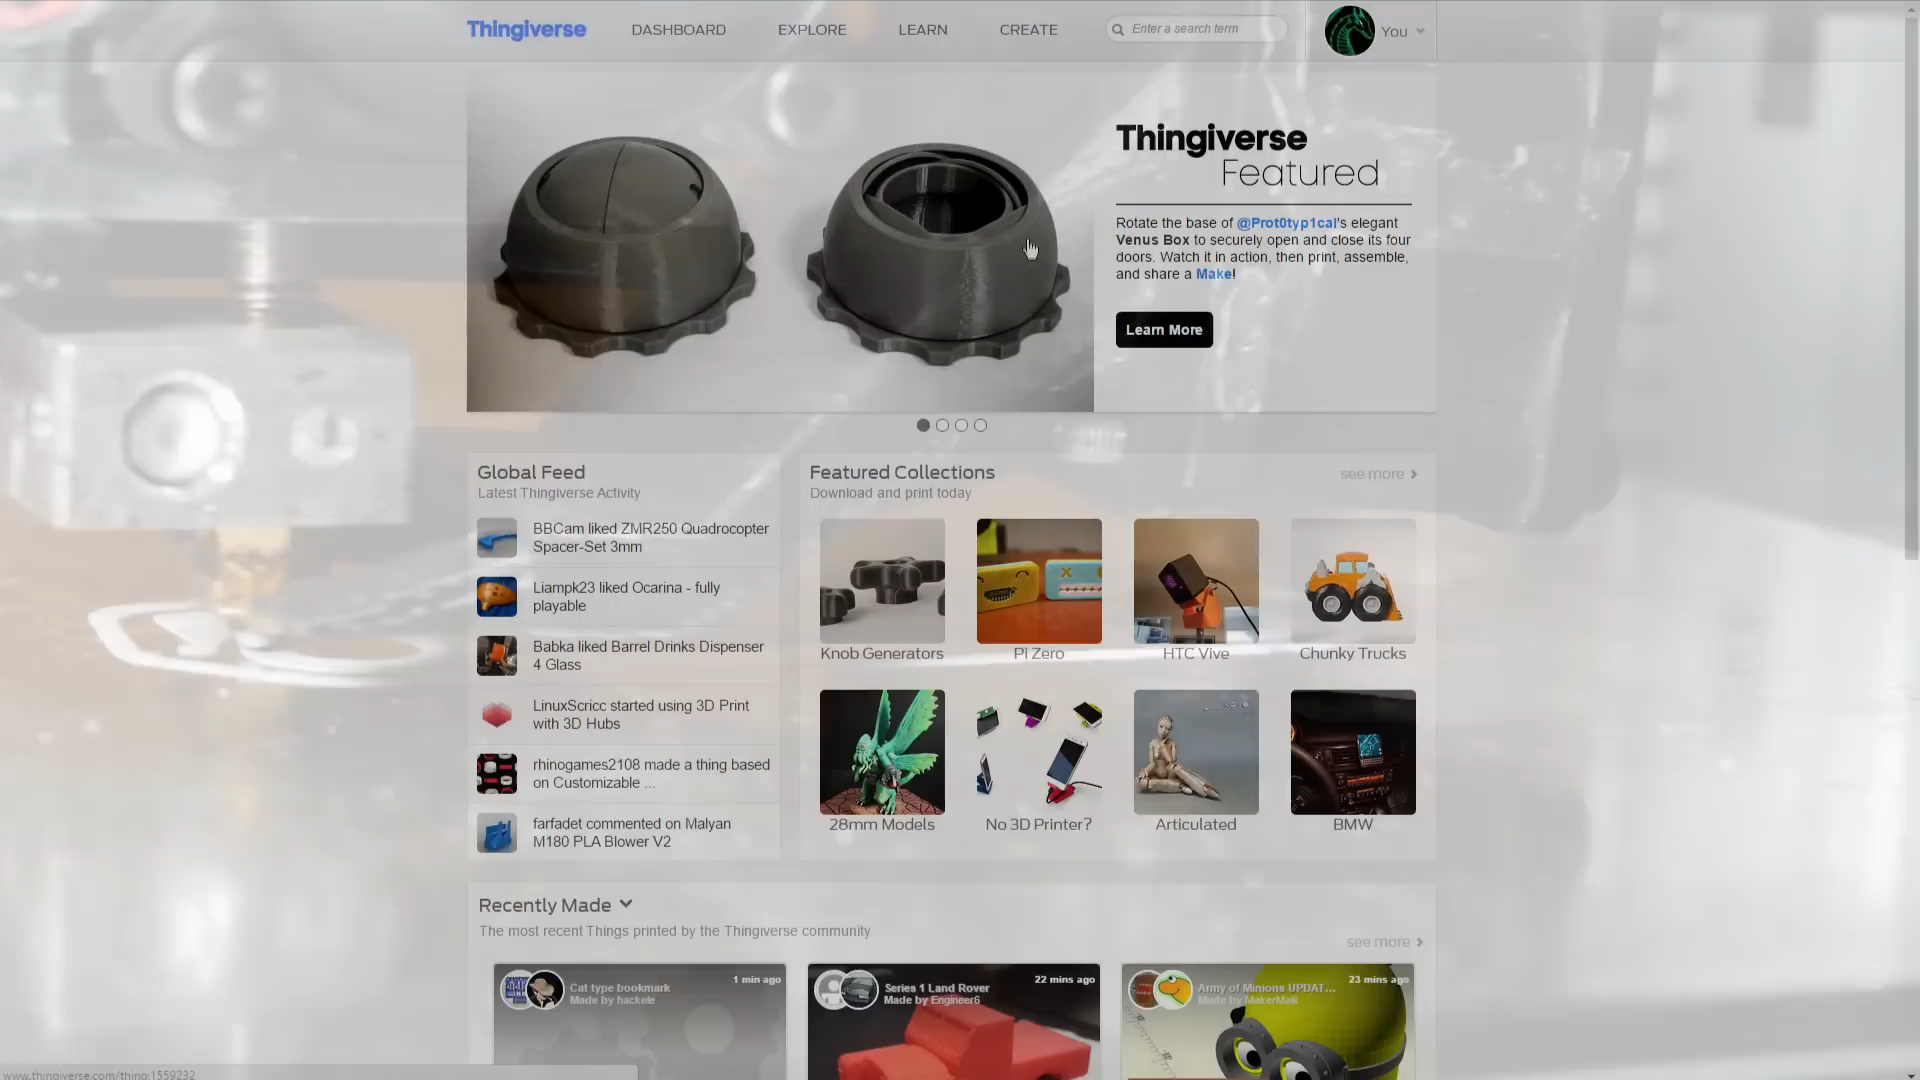 Thingiverse
DASHBOARD
EXPLORE
LEARN
CREATE
Enter a search term
You
Thingiverse
Featured
Rotate the base of @Prot0typ1cal's elegant
Venus Box to securely open and close its four
doors. Watch it in action, then print, assemble,
and share a Make!
Learn More
Global Feed
Latest Thingiverse Activity
BBCam liked ZMR250 Quadrocopter
Spacer-Set 3mm
Liampk23 liked Ocarina - fully
playable
Babka liked Barrel Drinks Dispenser
4 Glass
LinuxScricc started using 3D Print
with 3D Hubs
rhinogames2108 made a thing based
on Customizable ...
farfadet commented on Malyan
M180 PLA Blower V2
Featured Collections
see more
Download and print today
Knob Generators
Pi Zero
HTC Vive
Chunky Trucks
28mm Models
No 3D Printer?
Articulated
BMW
Recently Made
The most recent Things printed by the Thingiverse community
see more
Cat type bookmark
Made by hackele
1 min ago
Series 1 Land Rover
Made by Engineer6
22 mins ago
Army of Minions UPDAT...
Made by MakerMaik
23 mins ago
www.thingiverse.com/thing:1559232